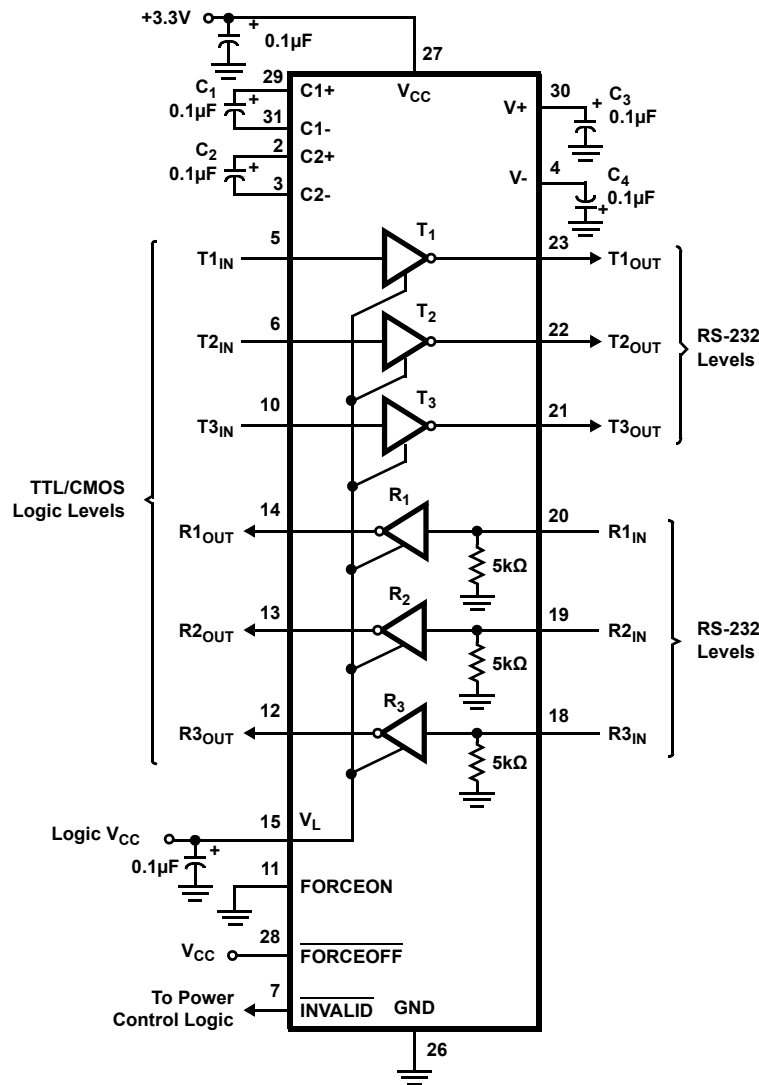 +3.3V
+
0.1µF
27
29
C1
0.1µF
+
31
C1+
C1-
VCC
V+
30
+
C3
0.1µF
2
C2
0.1µF
+
3
C2+
C2-
V-
4
C4
0.1µF
+
T1IN
5
T1
23
T1OUT
T2IN
6
T2
22
T2OUT
RS-232
Levels
T3IN
10
T3
21
T3OUT
TTL/CMOS
Logic Levels
R1OUT
14
R1
5kΩ
20
R1IN
R2OUT
13
R2
5kΩ
19
R2IN
RS-232
Levels
R3OUT
12
R3
5kΩ
18
R3IN
Logic VCC
15
VL
0.1µF
+
11
FORCEON
VCC
28
FORCEOFF
To Power
Control Logic
7
INVALID
GND
26